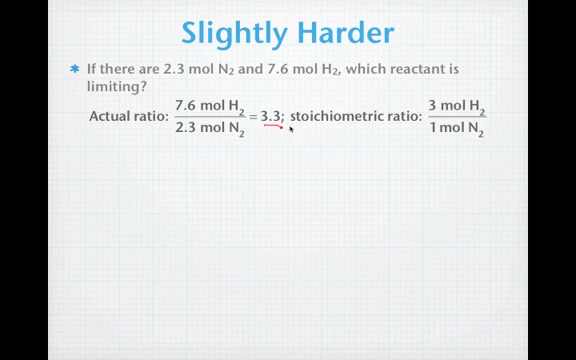 Slightly Harder
* If there are 2.3 mol N₂ and 7.6 mol H₂, which reactant is
limiting?
Actual ratio: 7.6 mol H₂ / 2.3 mol N₂ = 3.3; stoichiometric ratio: 3 mol H₂ / 1 mol N₂